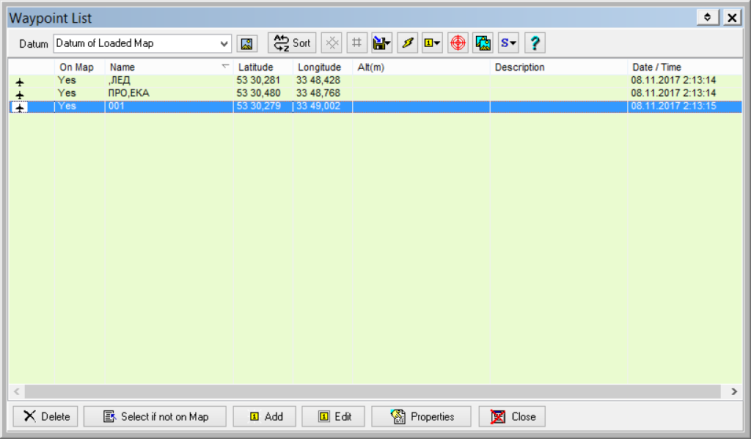 Waypoint List
Datum Datum of Loaded Map Sort S ?
On Map Name Latitude Longitude Alt(m) Description Date / Time
Yes ,ЛЕД 53 30,281 33 48,428 08.11.2017 2:13:14
Yes ПРО,ЕКА 53 30,480 33 48,768 08.11.2017 2:13:14
Yes 001 53 30,279 33 49,002 08.11.2017 2:13:15
Delete Select if not on Map Add Edit Properties Close